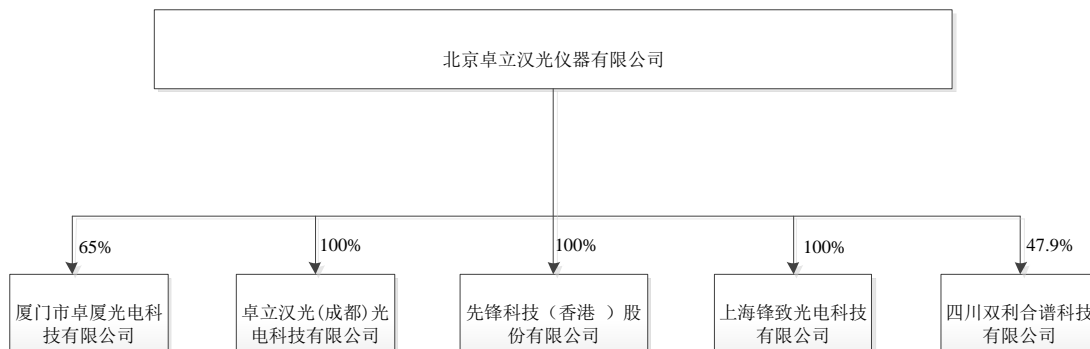 北京卓立汉光仪器有限公司
65%
100%
100%
100%
47.9%
厦门市卓厦光电科
技有限公司
卓立汉光(成都)光
电科技有限公司
先锋科技（香港 ）股
份有限公司
上海锋致光电科技
有限公司
四川双利合谱科技
有限公司